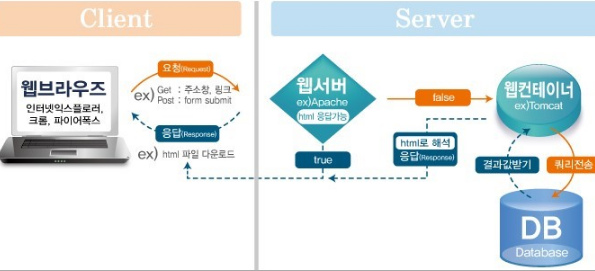 Client
Server
웹브라우즈
인터넷익스플로러,
크롬, 파이어폭스
요청(Request)
ex) Get : 주소창, 링크
Post : form submit
응답(Response)
ex) html 파일 다운로드
웹서버
ex)Apache
html 응답가능
false
true
html로 해석
응답(Response)
웹컨테이너
ex)Tomcat
결과값받기
쿼리전송
DB
Database